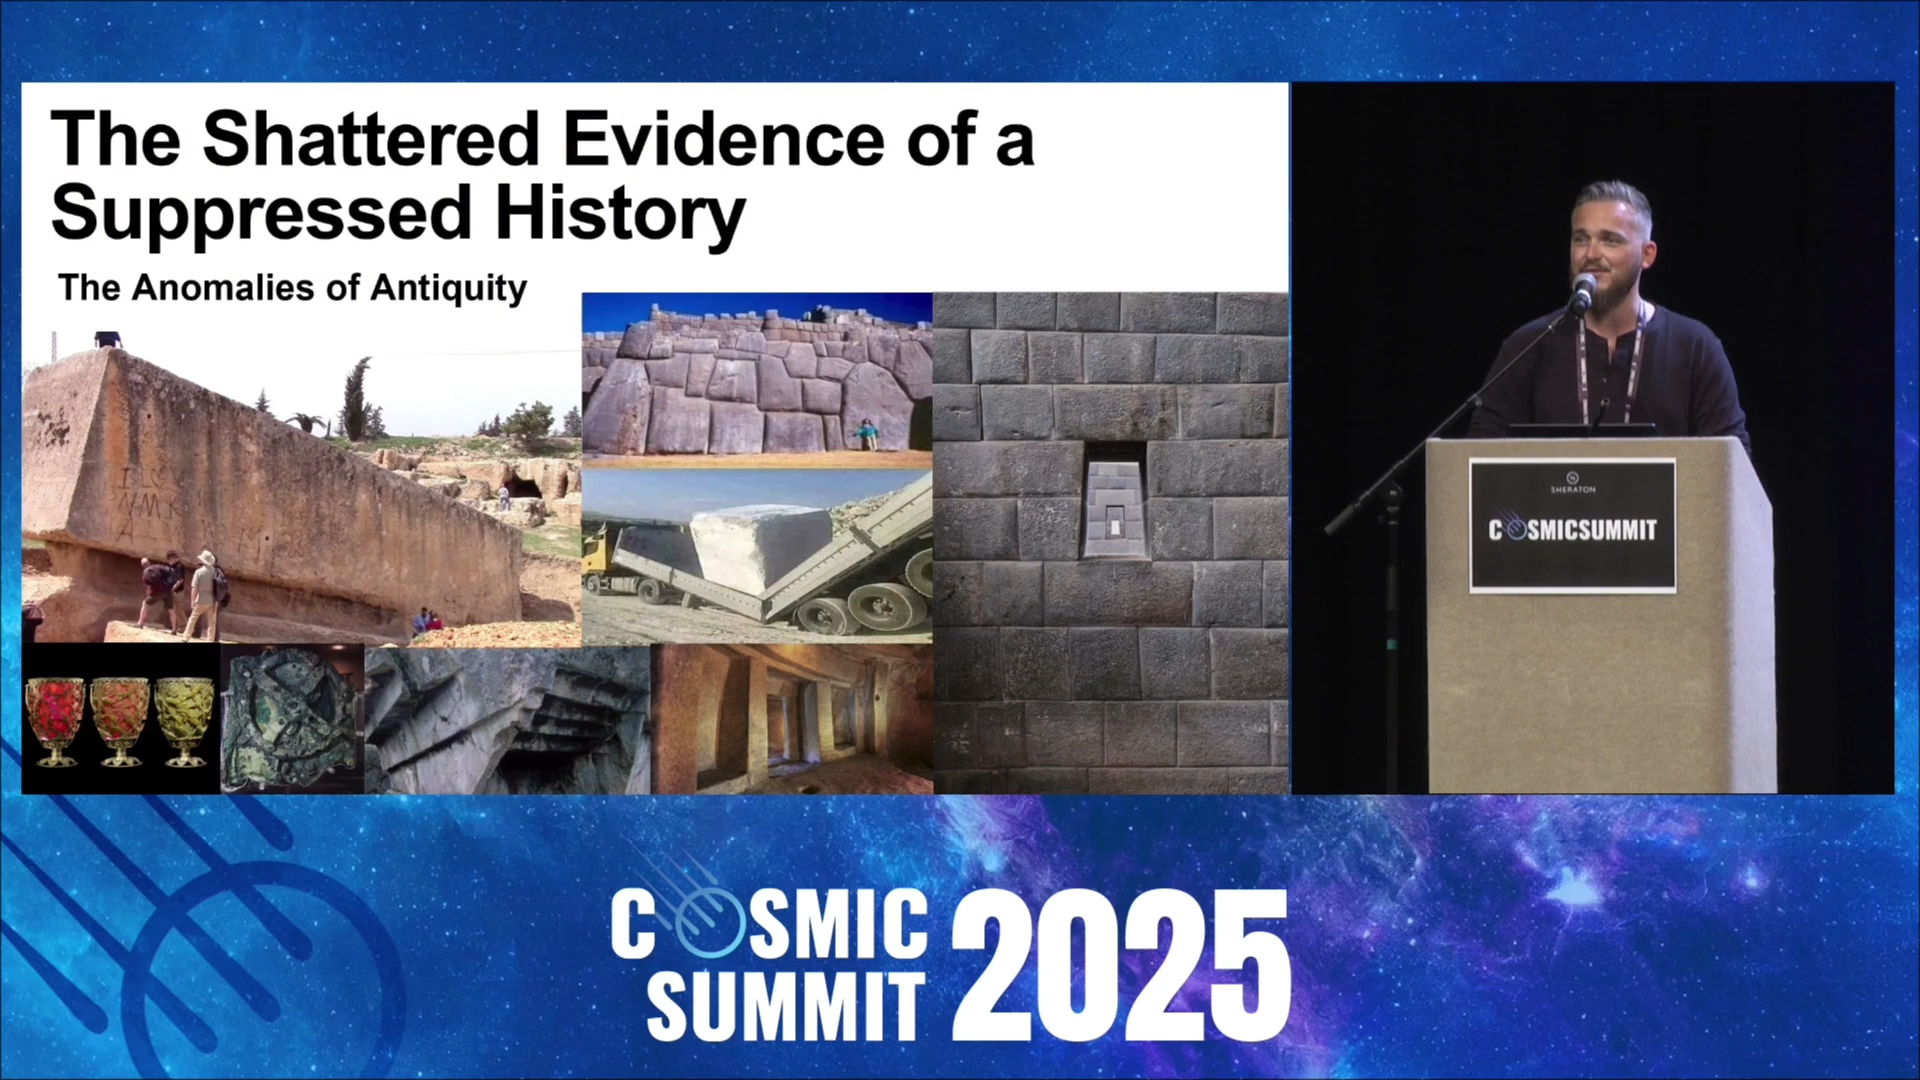 The Shattered Evidence of a
Suppressed History
The Anomalies of Antiquity
SHERATON
COSMICSUMMIT
COSMIC
SUMMIT
2025